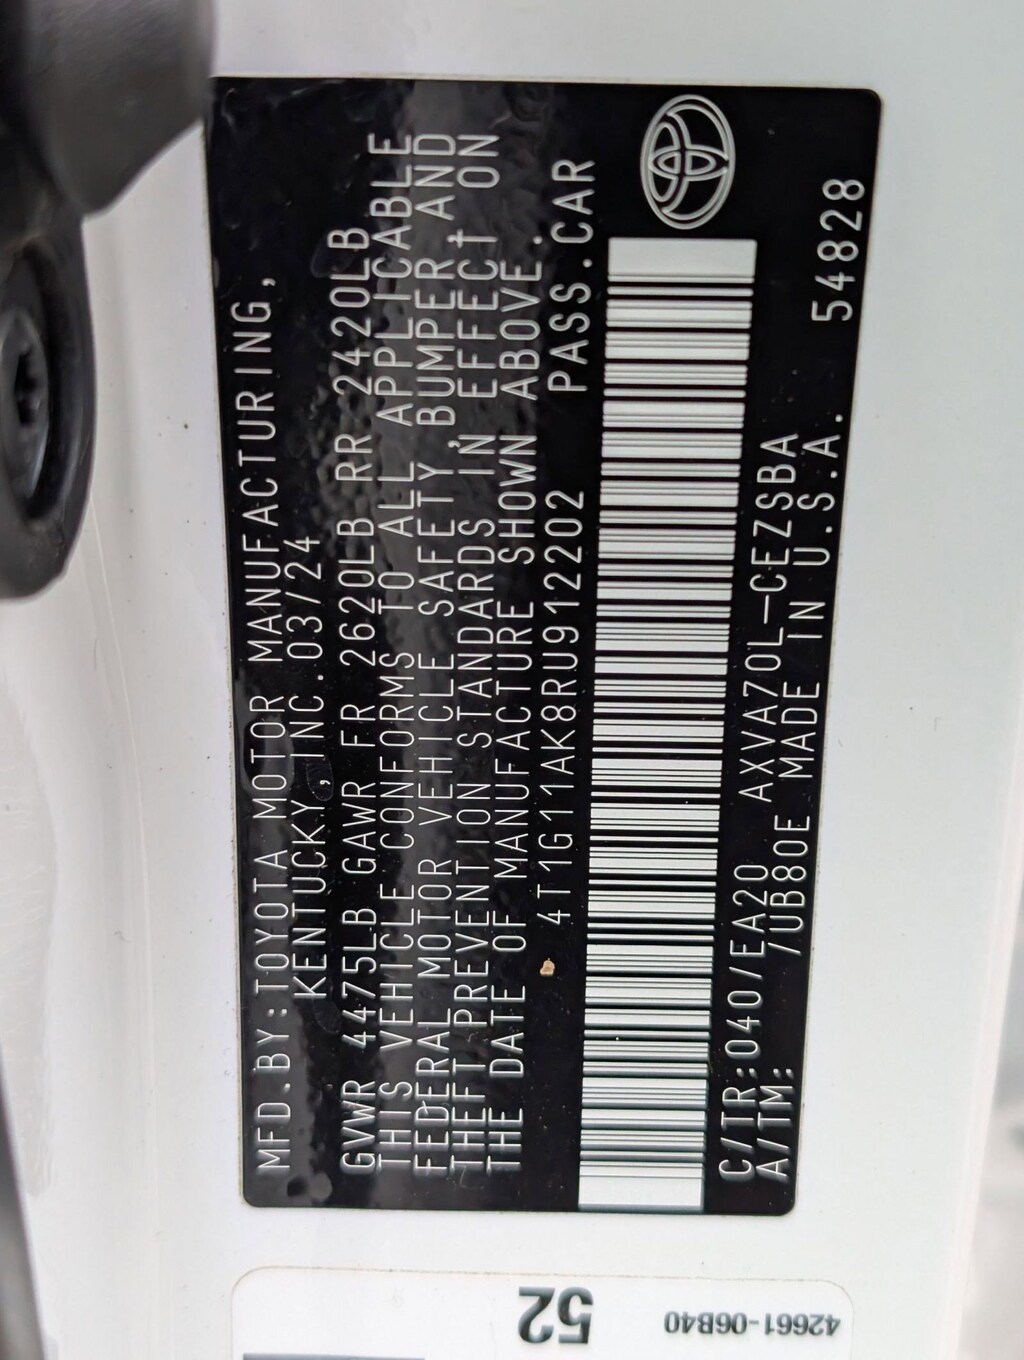 MFD.BY:TOYOTA MOTOR MANUFACTURING,
KENTUCKY, INC.03/24
GVWR 4475LB GAWR FR 2620LB RR 2420LB
THIS VEHICLE CONFORMS TO ALL APPLICABLE
FEDERAL MOTOR VEHICLE SAFETY, BUMPER, AND
THEFT PREVENTION STANDARDS IN EFFECT ON
THE DATE OF MANUFACTURE SHOWN ABOVE.
4T1G11AK8RU912202 PASS.CAR
C/TR:040/EA20 AXVA70L-CEZSBA
A/TM: /UB80E MADE IN U.S.A. 54828
52
42661-06B40